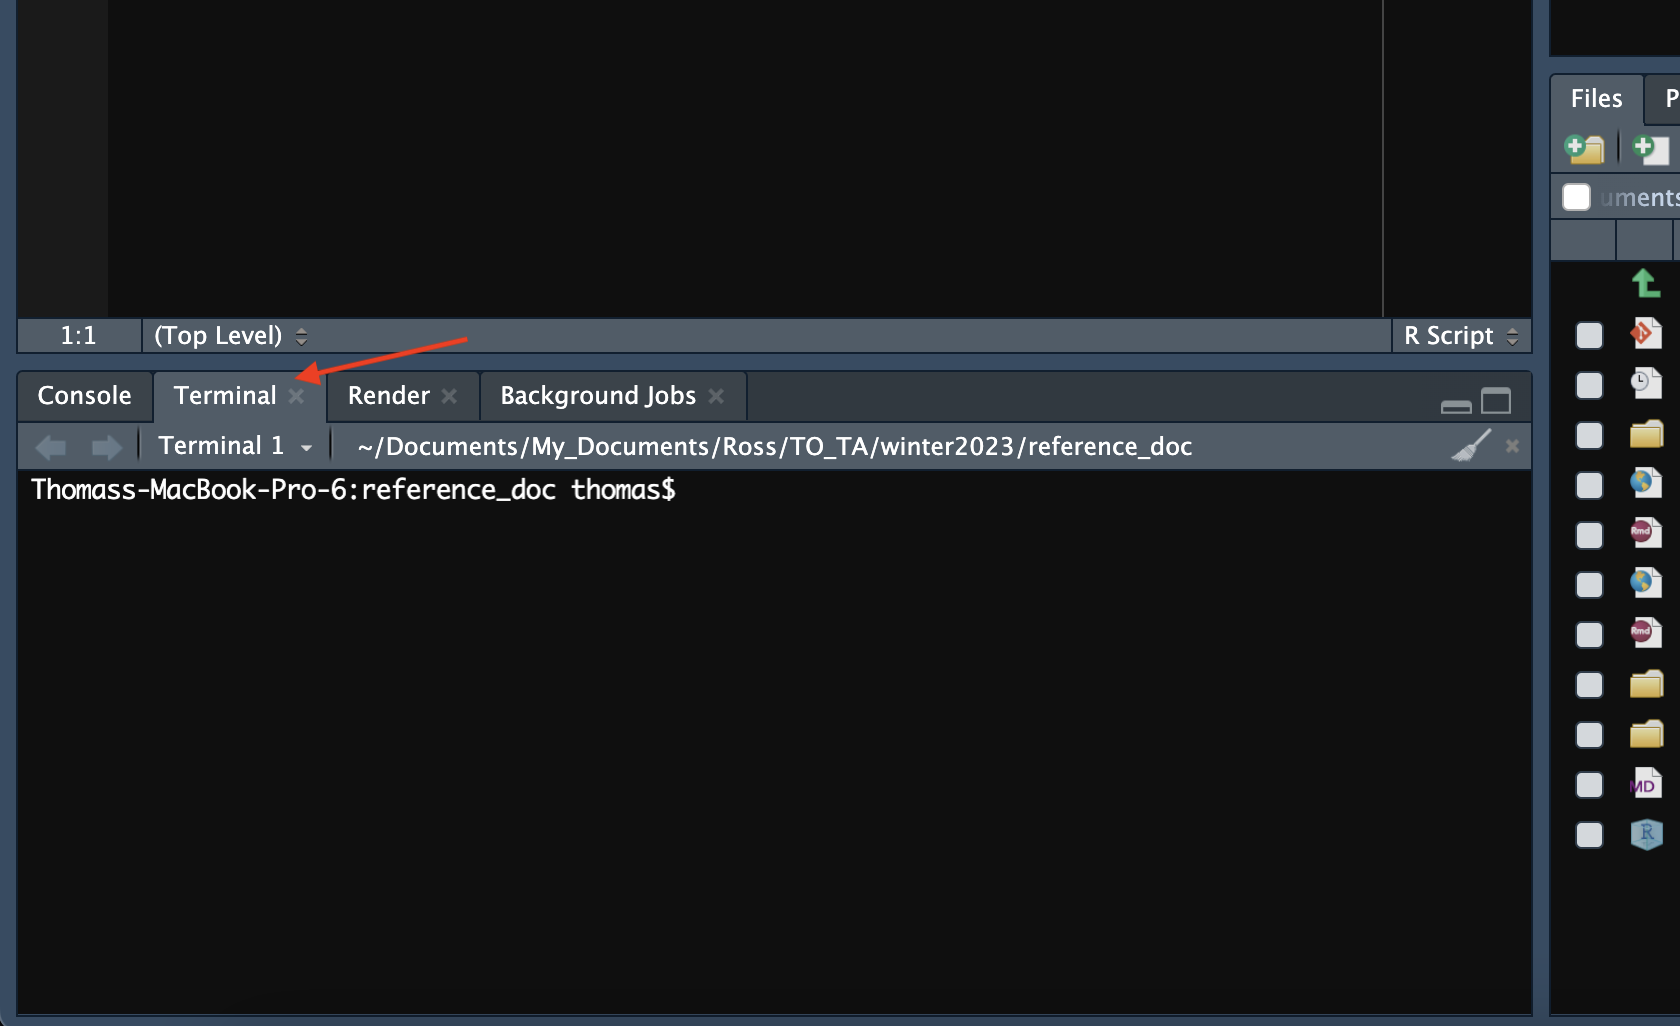 Files P
uments
1:1 (Top Level) R Script
Console Terminal Render Background Jobs
Terminal 1 ~/Documents/My_Documents/Ross/TO_TA/winter2023/reference_doc
Thomass-MacBook-Pro-6:reference_doc thomas$
Rmd
Rmd
MD
R